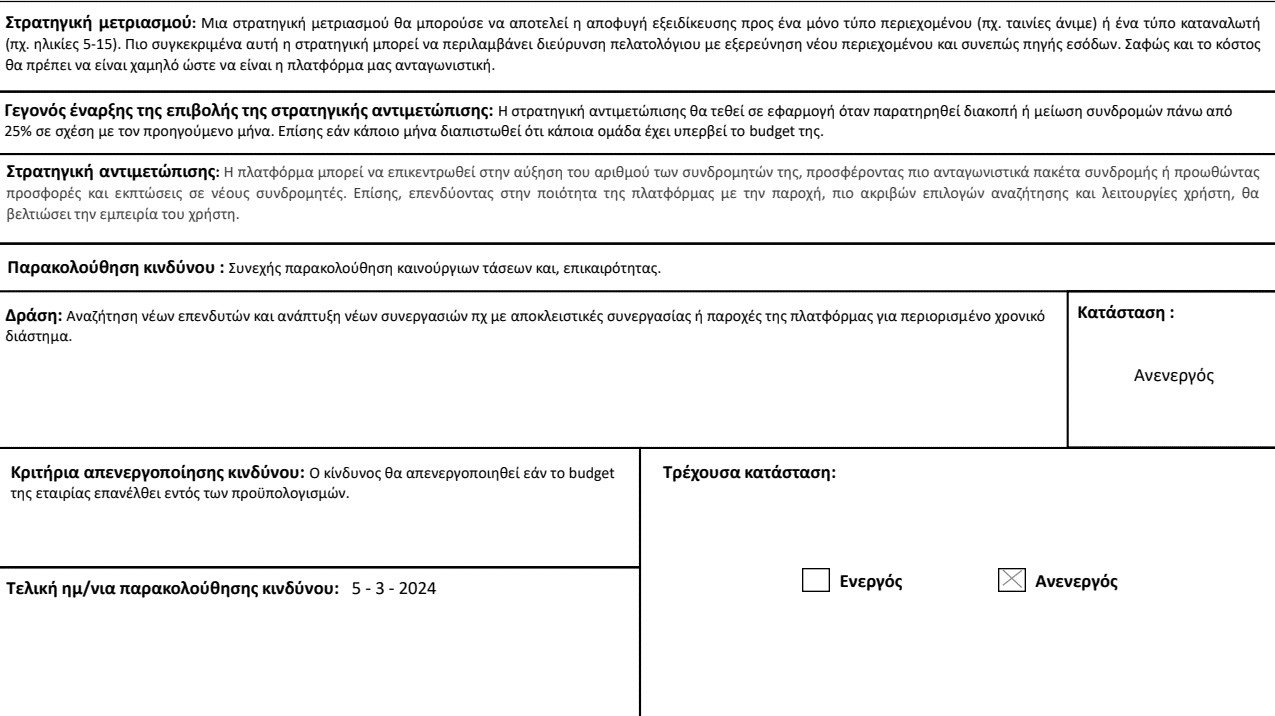 Στρατηγική μετριασμού: Μια στρατηγική μετριασμού θα μπορούσε να αποτελεί η αποφυγή εξειδίκευσης προς ένα μόνο τύπο περιεχομένου (πχ. ταινίες άνιμε) ή ένα τύπο καταναλωτή
(πχ. ηλικίες 5-15). Πιο συγκεκριμένα αυτή η στρατηγική μπορεί να περιλαμβάνει διεύρυνση πελατολόγιου με εξερεύνηση νέου περιεχομένου και συνεπώς πηγής εσόδων. Σαφώς και το κόστος
θα πρέπει να είναι χαμηλό ώστε να είναι η πλατφόρμα μας ανταγωνιστική.
Γεγονός έναρξης της επιβολής της στρατηγικής αντιμετώπισης: Η στρατηγική αντιμετώπισης θα τεθεί σε εφαρμογή όταν παρατηρηθεί διακοπή ή μείωση συνδρομών πάνω από
25% σε σχέση με τον προηγούμενο μήνα. Επίσης εάν κάποιο μήνα διαπιστωθεί ότι κάποια ομάδα έχει υπερβεί το budget της.
Στρατηγική αντιμετώπισης: Η πλατφόρμα μπορεί να επικεντρωθεί στην αύξηση του αριθμού των συνδρομητών της, προσφέροντας πιο ανταγωνιστικά πακέτα συνδρομής ή προωθώντας
προσφορές και εκπτώσεις σε νέους συνδρομητές. Επίσης, επενδύοντας στην ποιότητα της πλατφόρμας με την παροχή, πιο ακριβών επιλογών αναζήτησης και λειτουργίες χρήστη, θα
βελτιώσει την εμπειρία του χρήστη.
Παρακολούθηση κινδύνου : Συνεχής παρακολούθηση καινούργιων τάσεων και, επικαιρότητας.
Δράση: Αναζήτηση νέων επενδυτών και ανάπτυξη νέων συνεργασιών πχ με αποκλειστικές συνεργασίας ή παροχές της πλατφόρμας για περιορισμένο χρονικό
διάστημα.
Κατάσταση :
Ανενεργός
Κριτήρια απενεργοποίησης κινδύνου: Ο κίνδυνος θα απενεργοποιηθεί εάν το budget
της εταιρίας επανέλθει εντός των προϋπολογισμών.
Τρέχουσα κατάσταση:
Ενεργός
Ανενεργός
Τελική ημ/νια παρακολούθησης κινδύνου: 5 - 3 - 2024